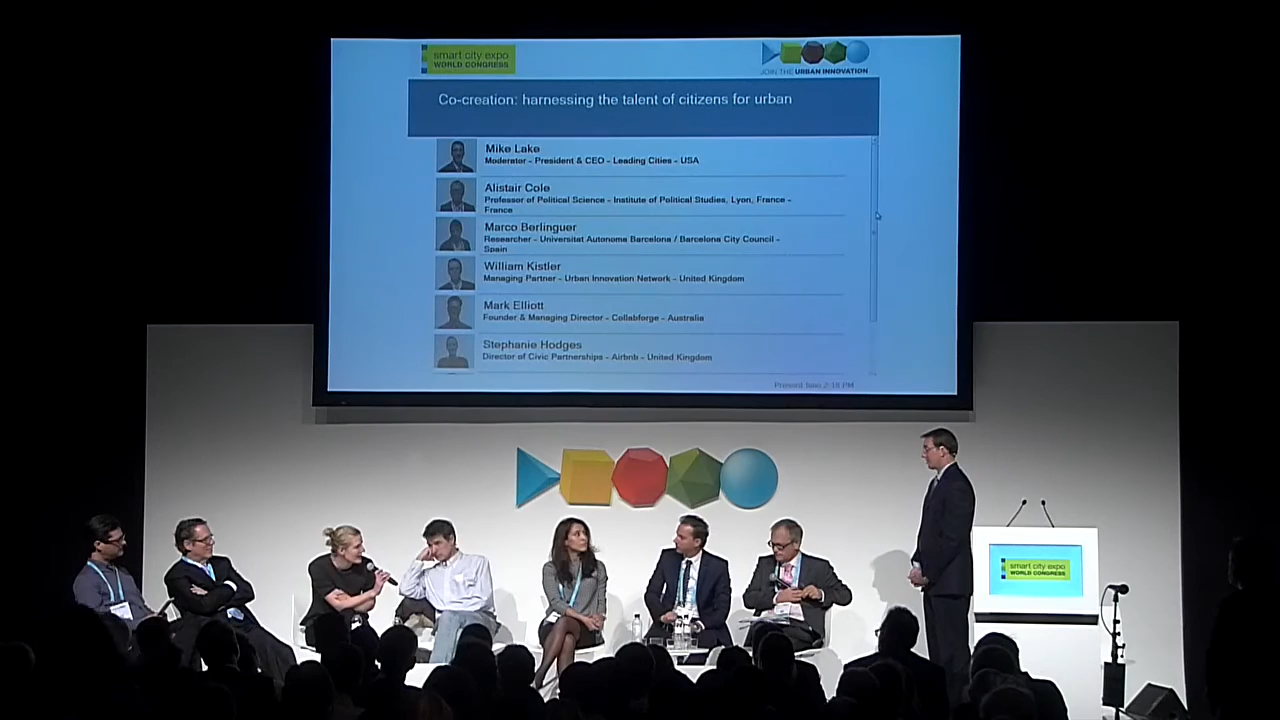 smart city expo
WORLD CONGRESS
JOIN THE URBAN INNOVATION
Co-creation: harnessing the talent of citizens for urban
Mike Lake
Moderator - President & CEO - Leading Cities - USA
Alistair Cole
Professor of Political Science - Institute of Political Studies, Lyon, France -
France
Marco Berlinguer
Researcher - Universitat Autonoma Barcelona / Barcelona City Council -
Spain
William Kistler
Managing Partner - Urban Innovation Network - United Kingdom
Mark Elliott
Founder & Managing Director - Collabforge - Australia
Stephanie Hodges
Director of Civic Partnerships - Airbnb - United Kingdom
smart city expo
WORLD CONGRESS